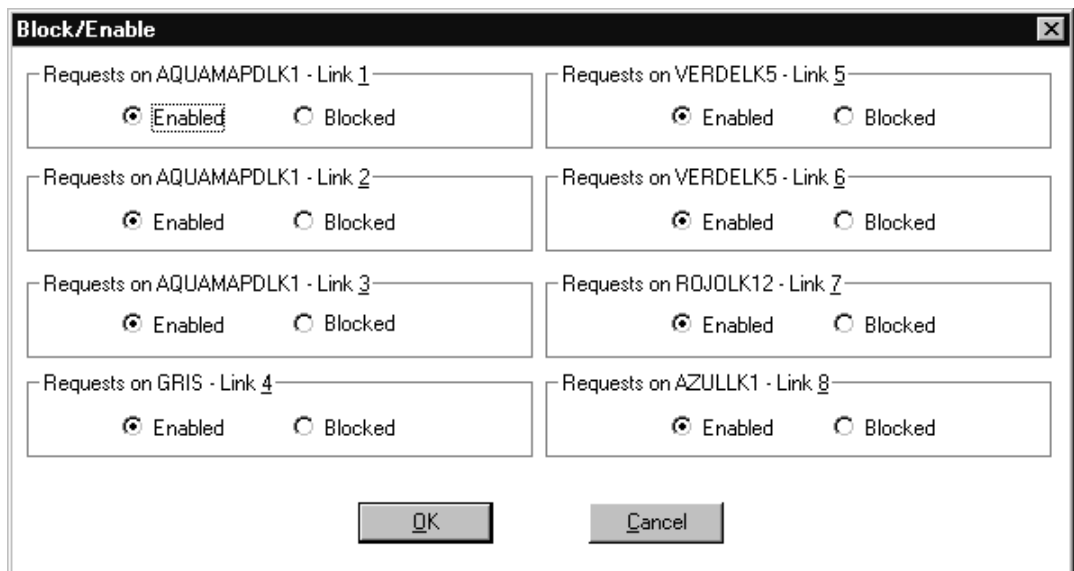 Block/Enable
Requests on AQUAMAPDLK1 - Link 1
Enabled Blocked
Requests on VERDELK5 - Link 5
Enabled Blocked
Requests on AQUAMAPDLK1 - Link 2
Enabled Blocked
Requests on VERDELK5 - Link 6
Enabled Blocked
Requests on AQUAMAPDLK1 - Link 3
Enabled Blocked
Requests on ROJOLK12 - Link 7
Enabled Blocked
Requests on GRIS - Link 4
Enabled Blocked
Requests on AZULLK1 - Link 8
Enabled Blocked
OK
Cancel